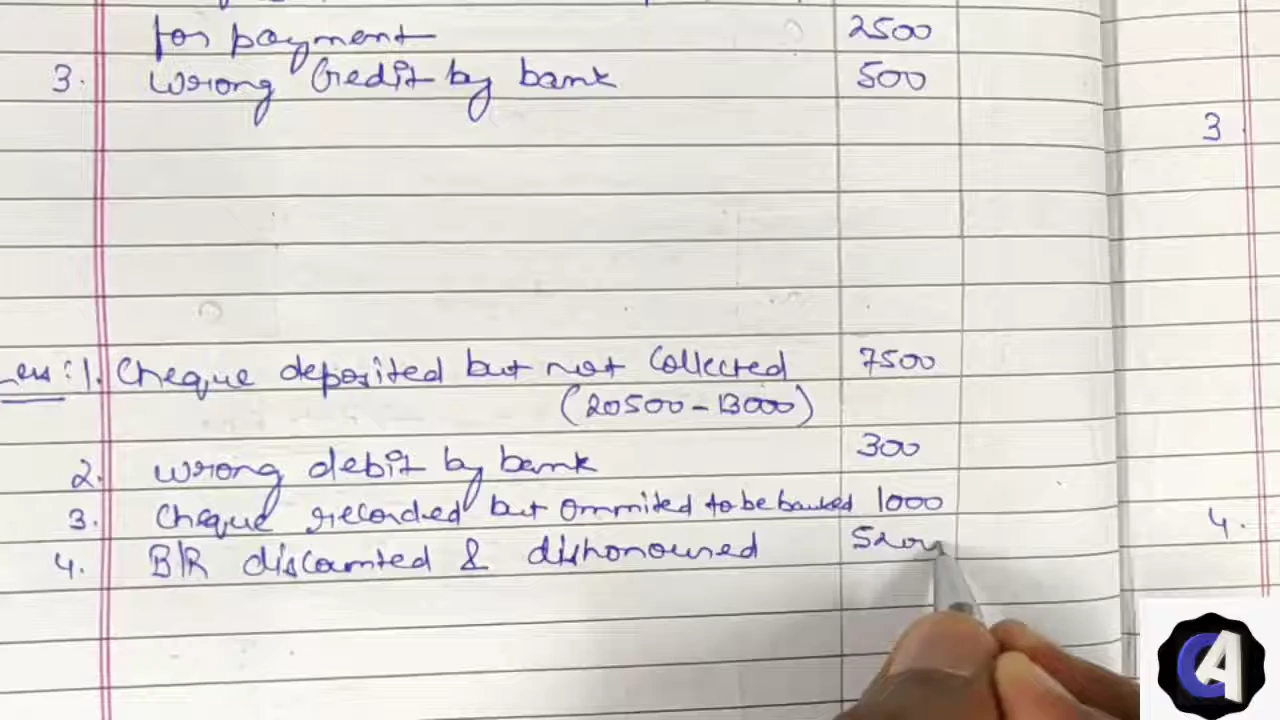 for payment 2500
3. Wrong Credit by bank 500
3.
Less: 1. Cheque deposited but not Collected 7500
(20500-13000)
2. Wrong debit by bank 300
3. Cheque recorded but ommited to be banked 1000
4.
4. B/R discounted & dishonoured 5200
CA